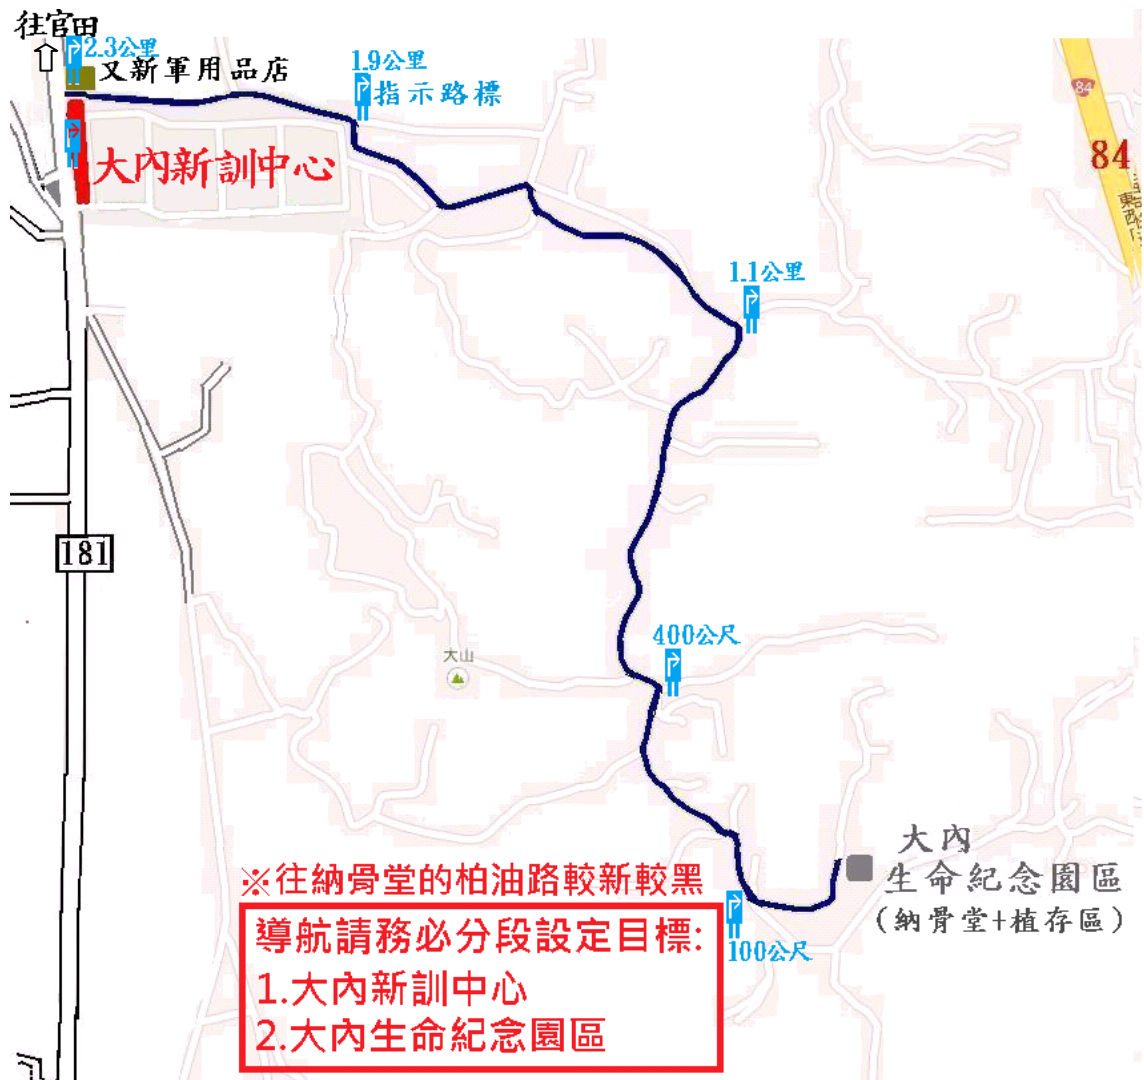 往官田
2.3公里
又新軍用品店
1.9公里
指示路標
84
84
大內新訓中心
1.1公里
181
400公尺
大山
大內
生命紀念園區
(納骨堂+植存區)
※往納骨堂的柏油路較新較黑
導航請務必分段設定目標:
1.大內新訓中心
2.大內生命紀念園區
100公尺